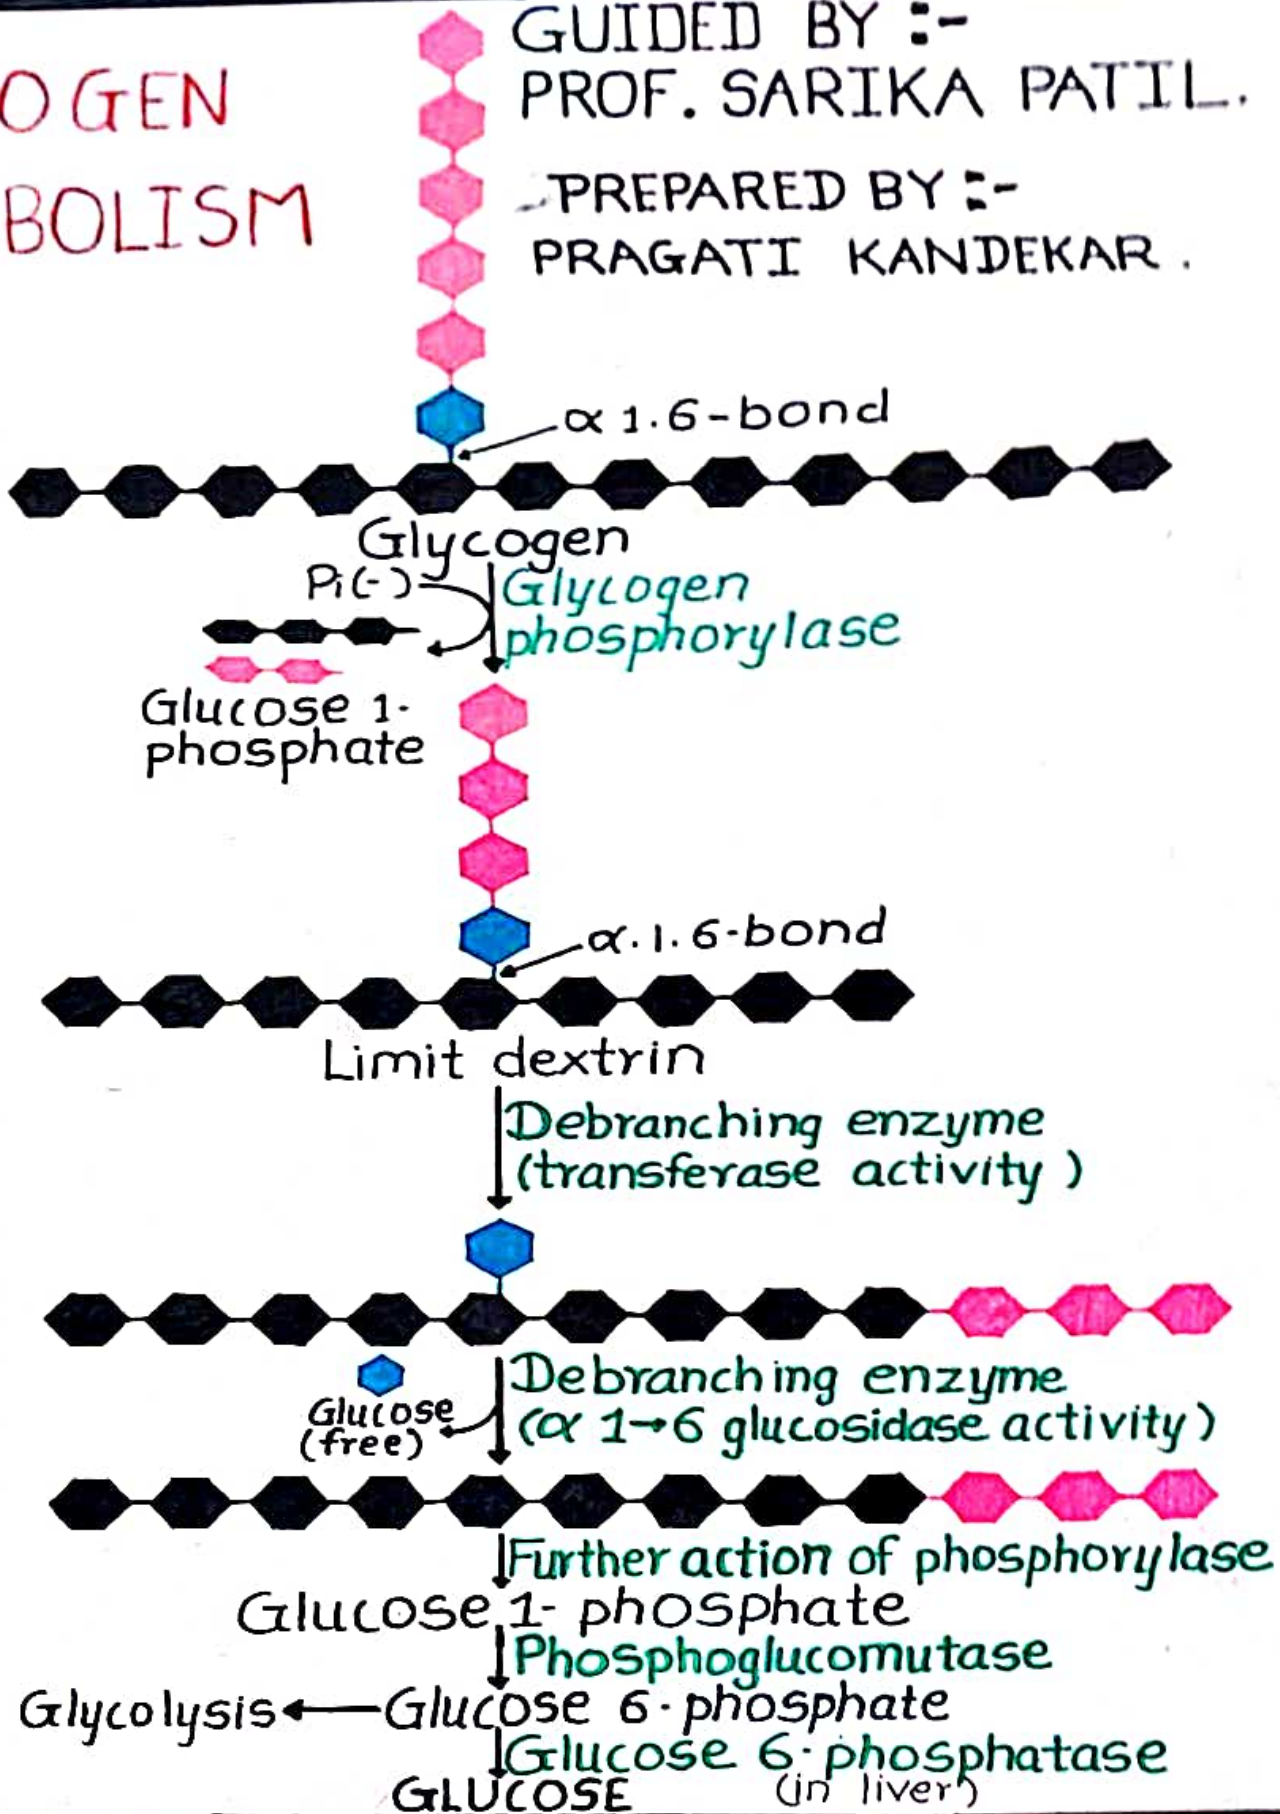 OGEN
BOLISM
GUIDED BY :-
PROF. SARIKA PATIL.
PREPARED BY :-
PRAGATI KANDEKAR.
α 1.6-bond
Glycogen
Pi(-)
Glycogen
phosphorylase
Glucose 1-
phosphate
α.1.6-bond
Limit dextrin
Debranching enzyme
(transferase activity)
Debranching enzyme
(α 1→6 glucosidase activity)
Glucose
(free)
Further action of phosphorylase
Glucose 1- phosphate
Phosphoglucomutase
Glycolysis ← Glucose 6-phosphate
Glucose 6-phosphatase
GLUCOSE (in liver)